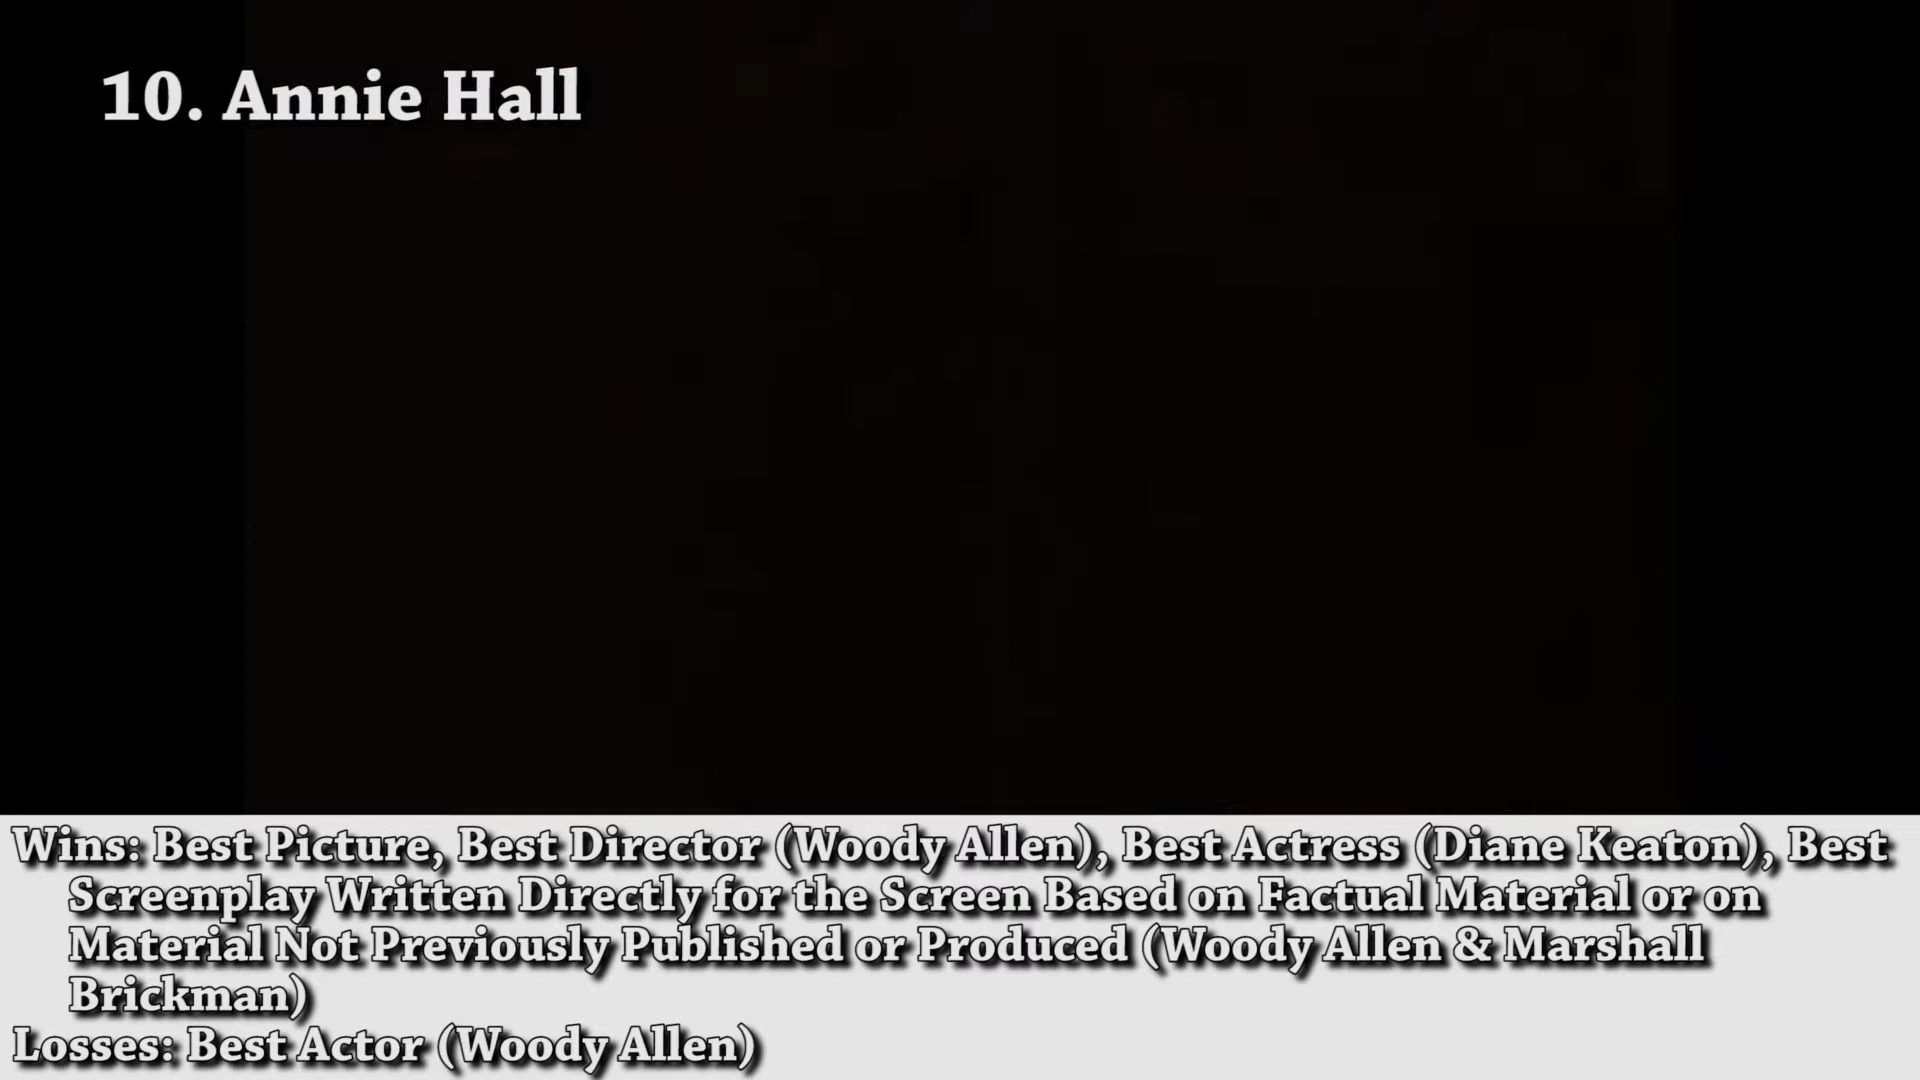 10. Annie Hall
Wins: Best Picture, Best Director (Woody Allen), Best Actress (Diane Keaton), Best
Screenplay Written Directly for the Screen Based on Factual Material or on
Material Not Previously Published or Produced (Woody Allen & Marshall
Brickman)
Losses: Best Actor (Woody Allen)